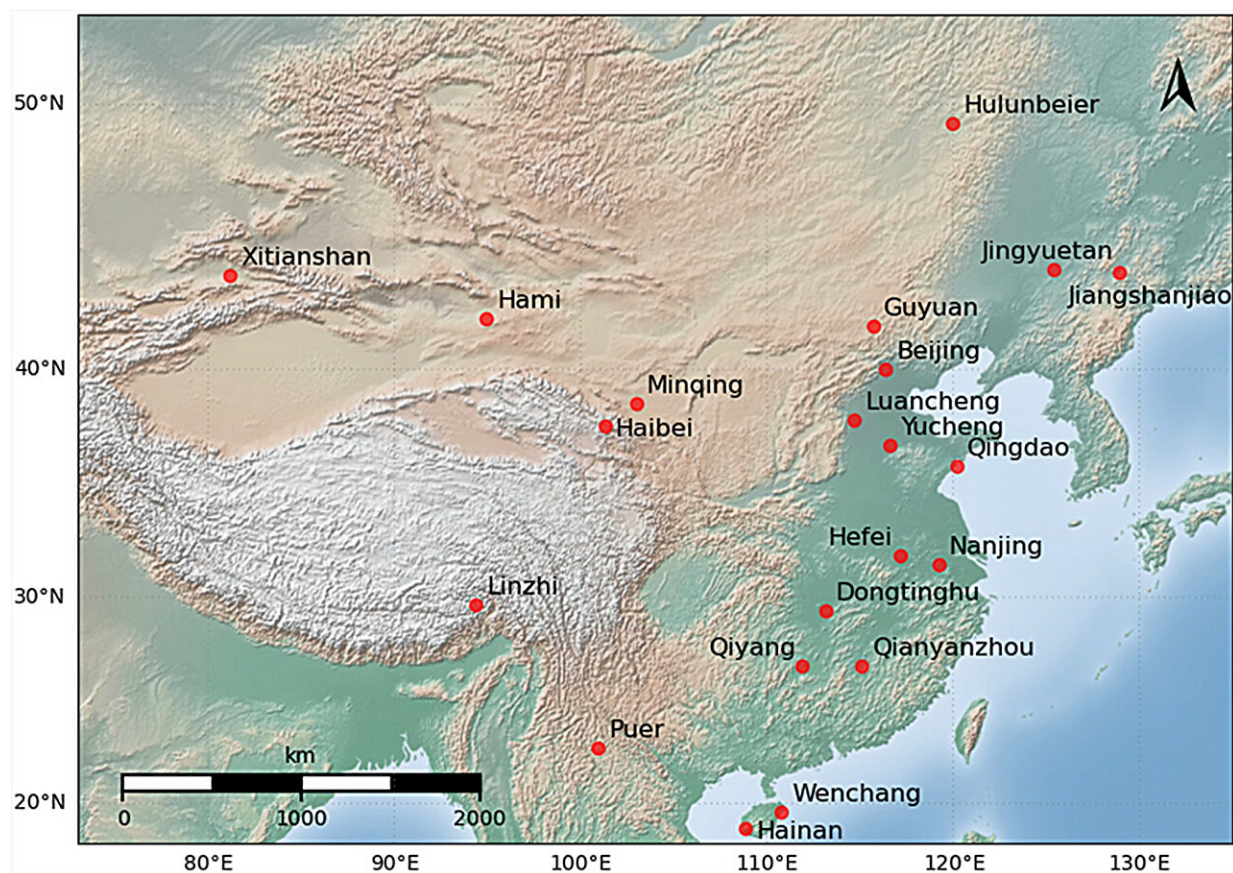 50°N
Hulunbeier
Xitianshan
Jingyuetan
Hami
Jiangshanjiao
Guyuan
Beijing
40°N
Minqing
Luancheng
Haibei
Yucheng
Qingdao
Hefei
Nanjing
Linzhi
Dongtinghu
30°N
Qiyang
Qianyanzhou
Puer
km
Wenchang
20°N
0 1000 2000
Hainan
80°E 90°E 100°E 110°E 120°E 130°E